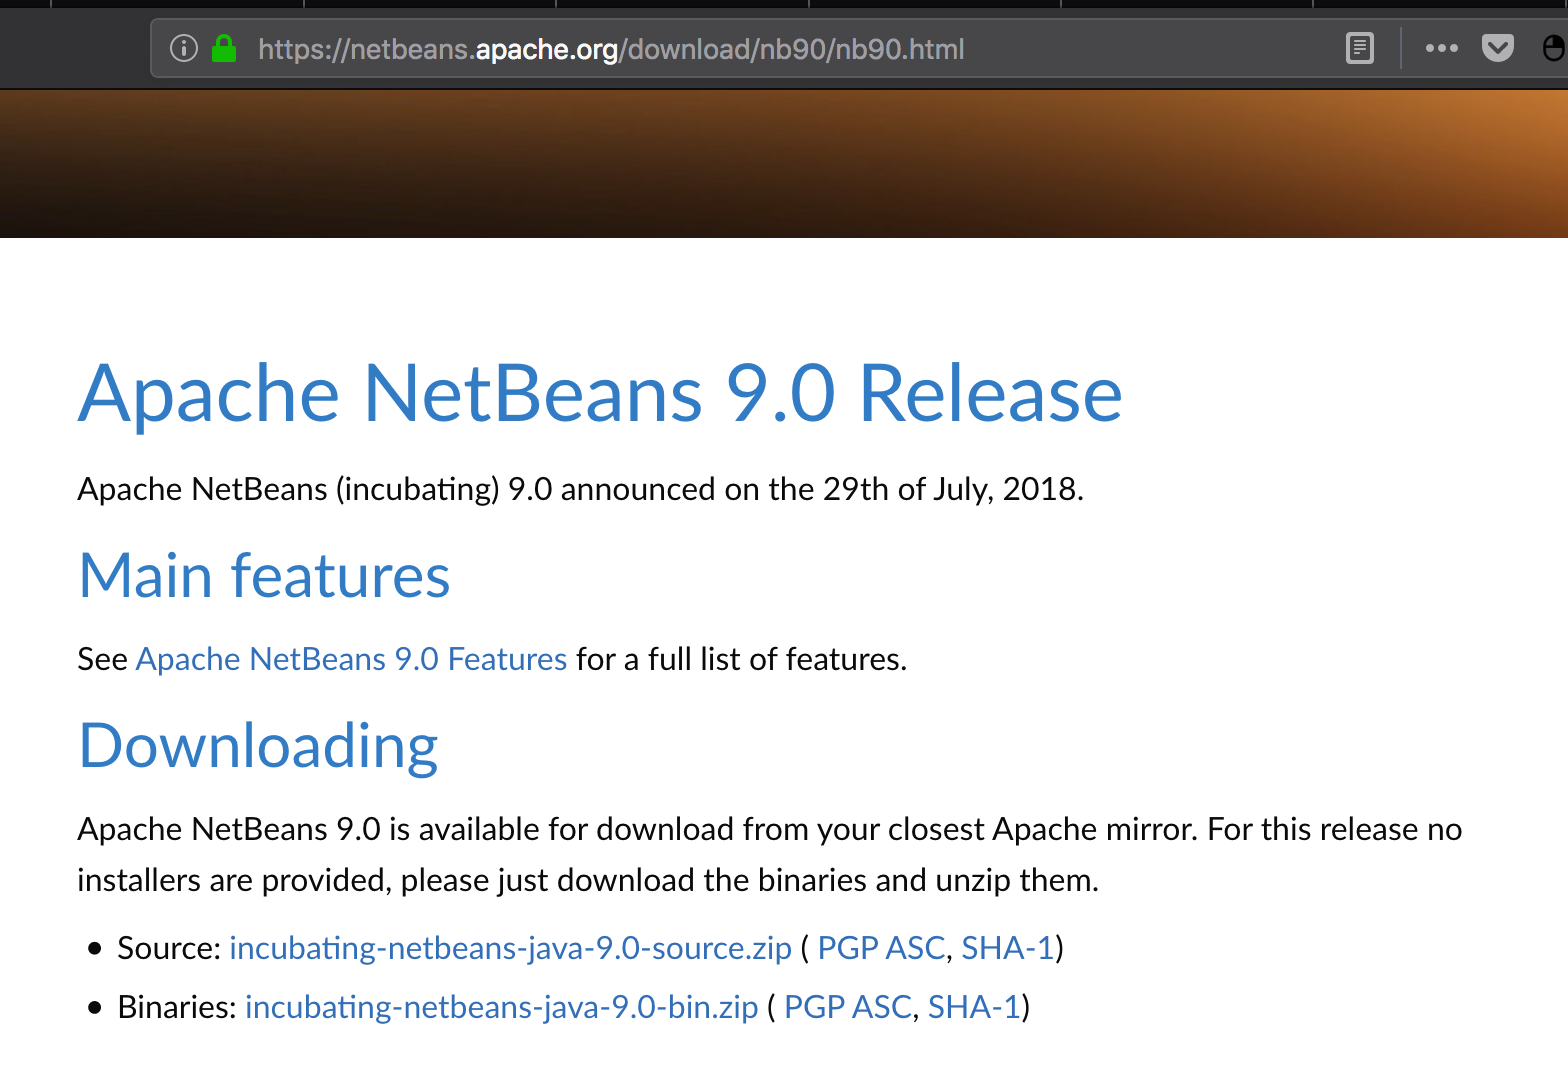 https://netbeans.apache.org/download/nb90/nb90.html
Apache NetBeans 9.0 Release
Apache NetBeans (incubating) 9.0 announced on the 29th of July, 2018.
Main features
See Apache NetBeans 9.0 Features for a full list of features.
Downloading
Apache NetBeans 9.0 is available for download from your closest Apache mirror. For this release no
installers are provided, please just download the binaries and unzip them.
• Source: incubating-netbeans-java-9.0-source.zip ( PGP ASC, SHA-1)
• Binaries: incubating-netbeans-java-9.0-bin.zip ( PGP ASC, SHA-1)